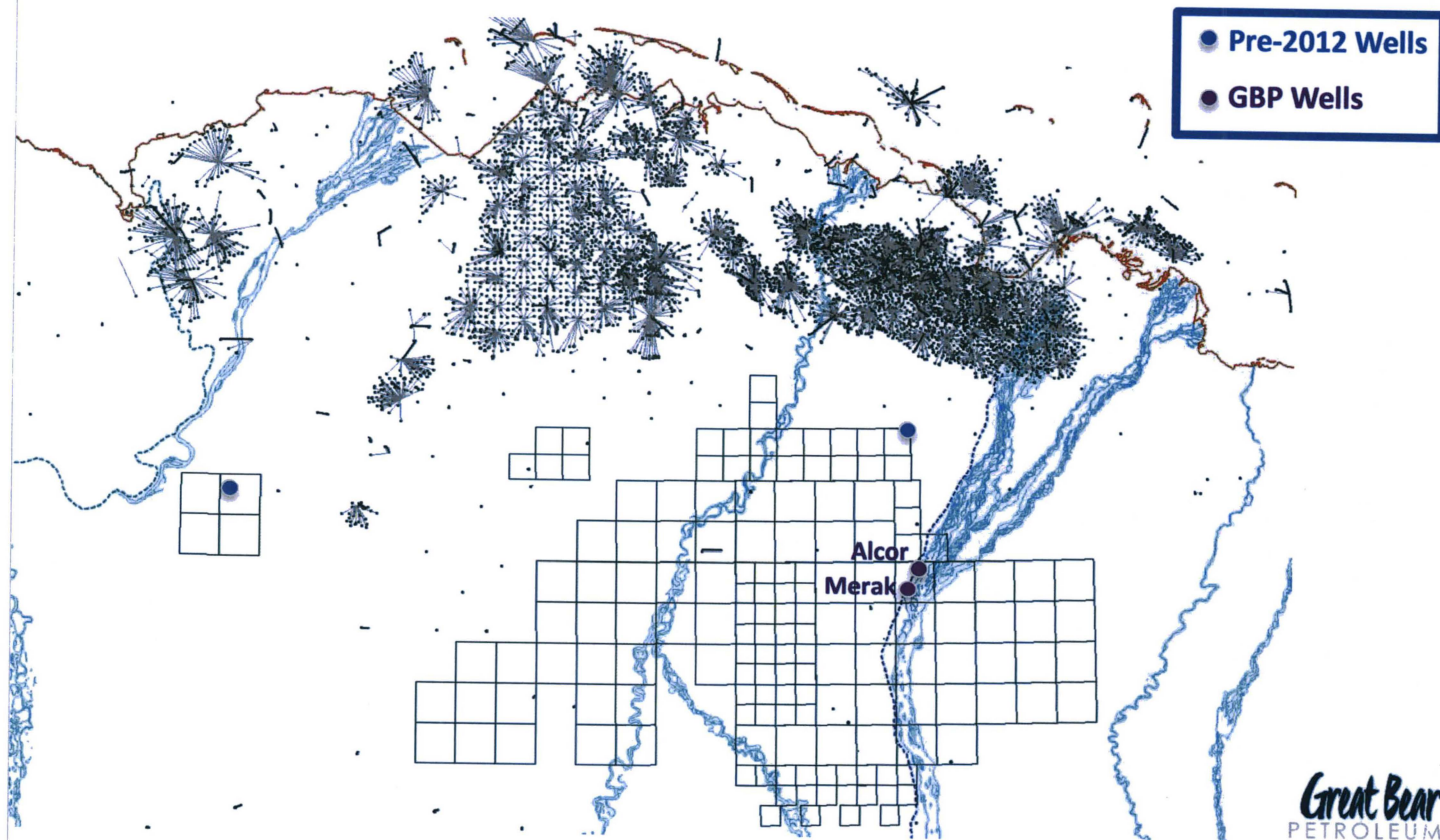 Pre-2012 Wells
GBP Wells
Alcor
Merak
Great Bear
PETROLEUM